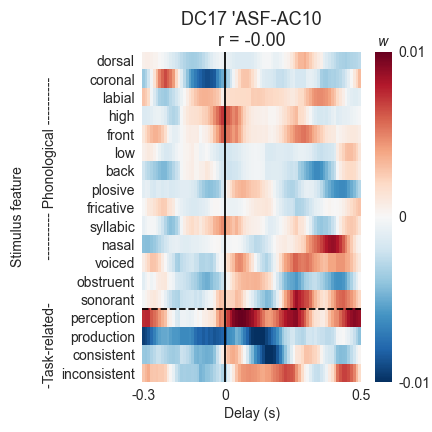 DC17 'ASF-AC10
r = -0.00
w
dorsal
coronal
labial
high
front
low
back
plosive
fricative
syllabic
nasal
voiced
obstruent
sonorant
perception
production
consistent
inconsistent
Stimulus feature
-Task-related- ---------- Phonological ----------
0.01
0
-0.01
-0.3 0 0.5
Delay (s)